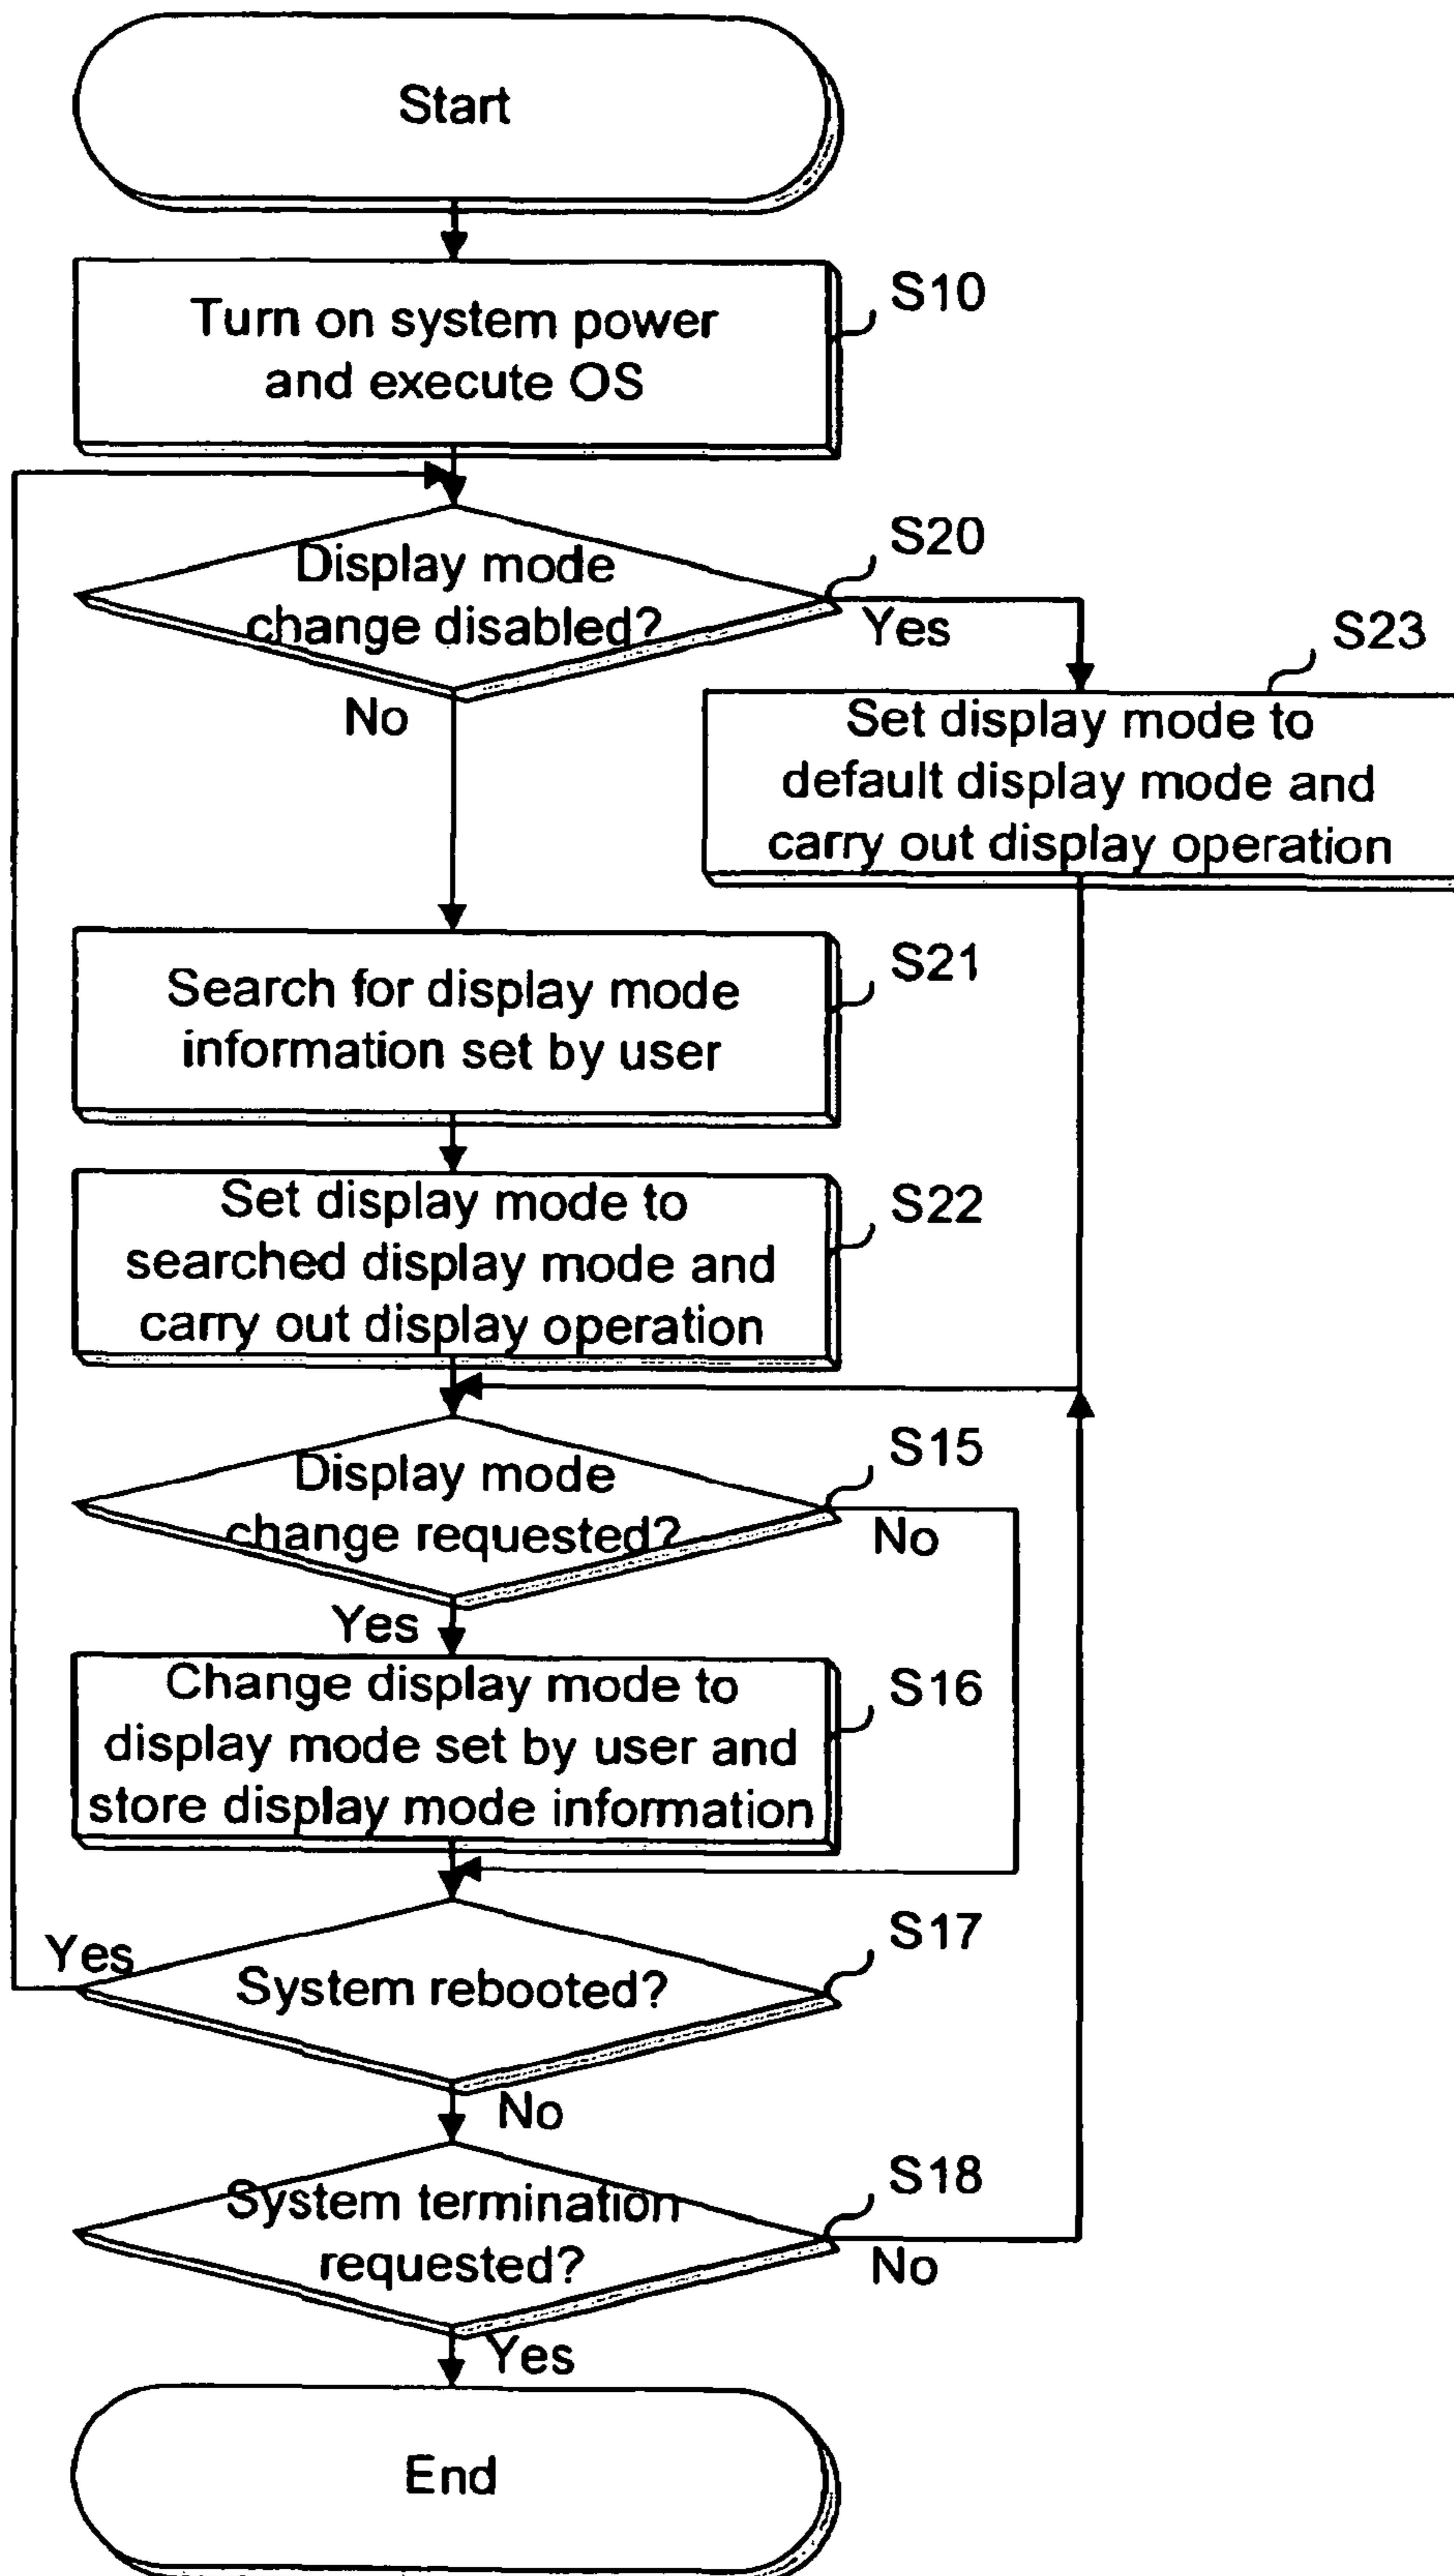 Start
Turn on system power
and execute OS
S10
Display mode
change disabled?
S20
Yes
No
S23
Set display mode to
default display mode and
carry out display operation
Search for display mode
information set by user
S21
Set display mode to
searched display mode and
carry out display operation
S22
Display mode
change requested?
S15
No
Yes
Change display mode to
display mode set by user and
store display mode information
S16
Yes
System rebooted?
S17
No
System termination
requested?
S18
No
Yes
End